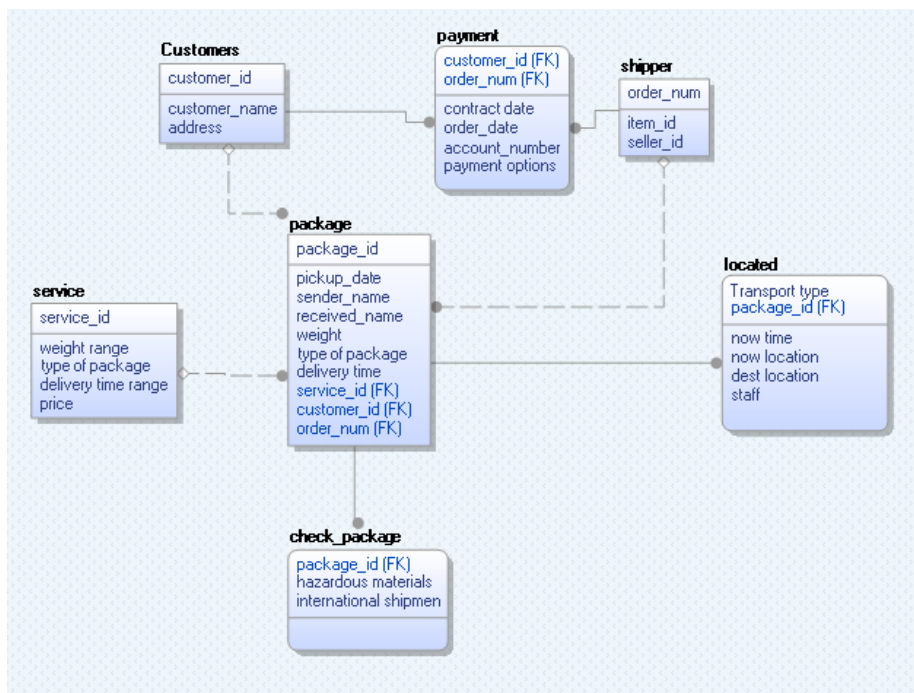 Customers
customer_id
customer_name
address
payment
customer_id (FK)
order_num (FK)
contract date
order_date
account_number
payment options
shipper
order_num
item_id
seller_id
package
package_id
pickup_date
sender_name
received_name
weight
type of package
delivery time
service_id (FK)
customer_id (FK)
order_num (FK)
service
service_id
weight range
type of package
delivery time range
price
located
Transport type
package_id (FK)
now time
now location
dest location
staff
check_package
package_id (FK)
hazardous materials
international shipmen